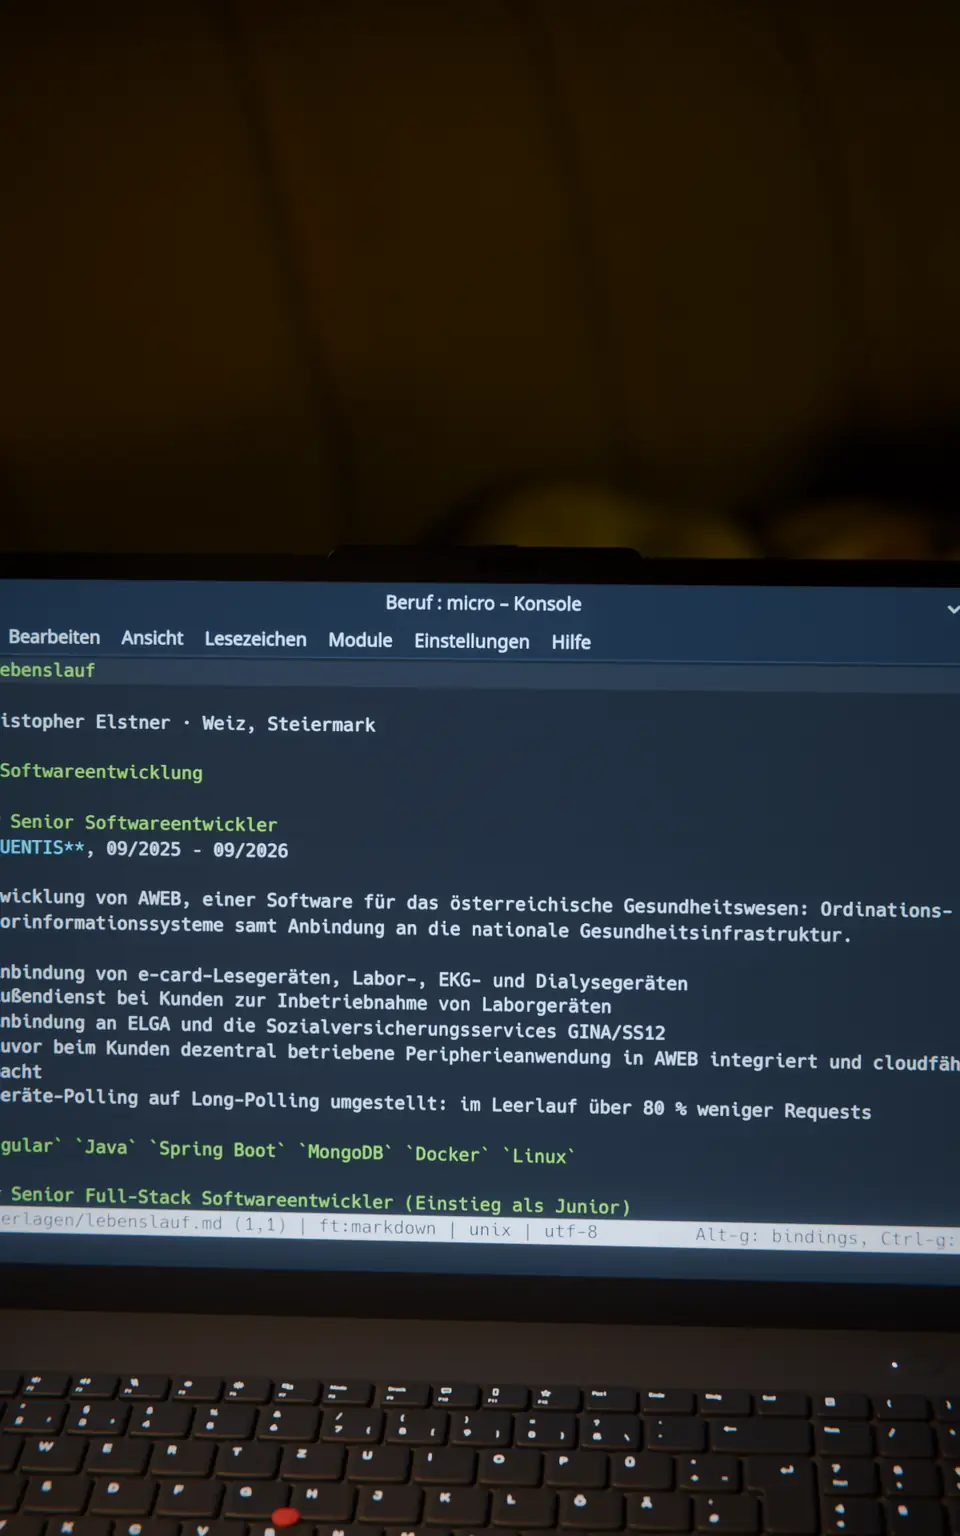 Beruf : micro – Konsole
Bearbeiten Ansicht Lesezeichen Module Einstellungen Hilfe
ebenslauf
istopher Elstner · Weiz, Steiermark
Softwareentwicklung
Senior Softwareentwickler
UENTIS**, 09/2025 - 09/2026
wicklung von AWEB, einer Software für das österreichische Gesundheitswesen: Ordinations-
orinformationssysteme samt Anbindung an die nationale Gesundheitsinfrastruktur.
nbindung von e-card-Lesegeräten, Labor-, EKG- und Dialysegeräten
ußendienst bei Kunden zur Inbetriebnahme von Laborgeräten
nbindung an ELGA und die Sozialversicherungsservices GINA/SS12
uvor beim Kunden dezentral betriebene Peripherieanwendung in AWEB integriert und cloudfäh
acht
eräte-Polling auf Long-Polling umgestellt: im Leerlauf über 80 % weniger Requests
gular` `Java` `Spring Boot` `MongoDB` `Docker` `Linux`
Senior Full-Stack Softwareentwickler (Einstieg als Junior)
erlagen/lebenslauf.md (1,1) | ft:markdown | unix | utf-8 Alt-g: bindings, Ctrl-g:
W E R T Z U I O P Ü
S D F G H J K L Ö Ä
X C V B N M